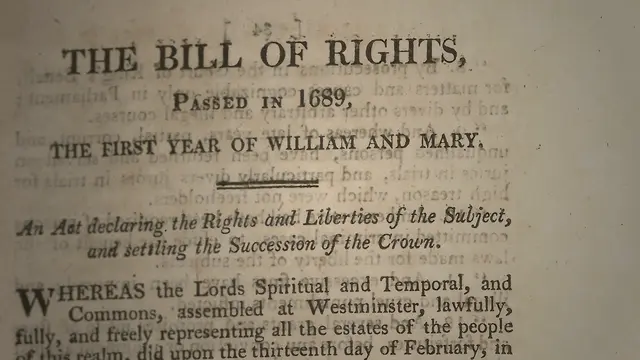 THE BILL OF RIGHTS,
PASSED IN 1689,
THE FIRST YEAR OF WILLIAM AND MARY.
An Act declaring the Rights and Liberties of the Subject,
and settling the Succession of the Crown.
WHEREAS the Lords Spiritual and Temporal, and
Commons, assembled at Westminster, lawfully,
fully, and freely representing all the estates of the people
of this realm, did upon the thirteenth day of February, in